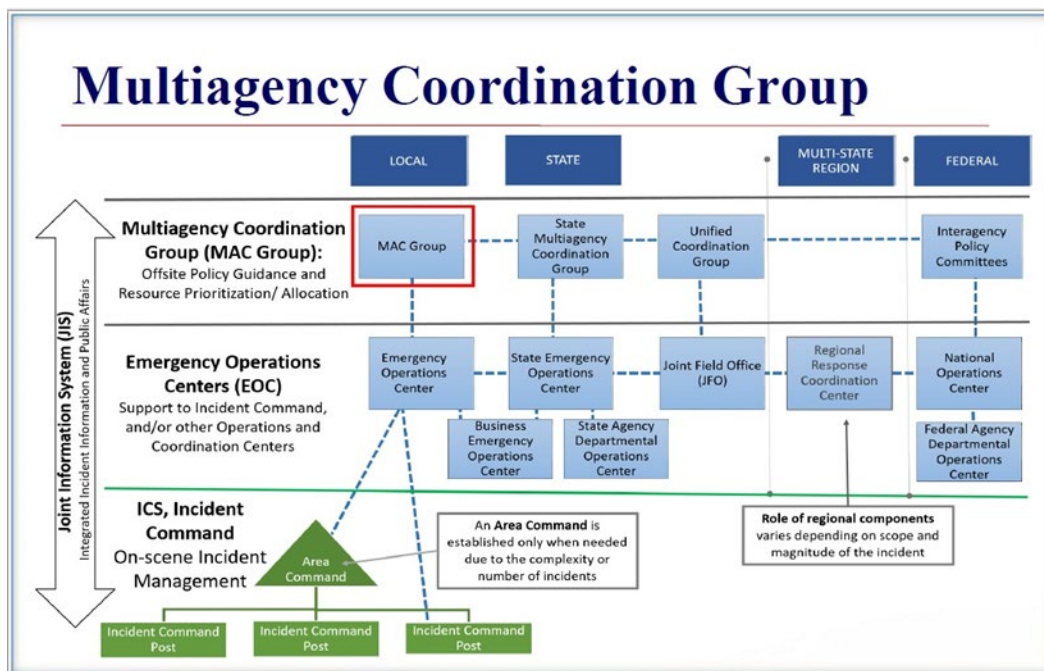 Multiagency Coordination Group
LOCAL
STATE
MULTI-STATE
REGION
FEDERAL
Joint Information System (JIS)
Integrated Incident Information and Public Affairs
Multiagency Coordination
Group (MAC Group):
Offsite Policy Guidance and
Resource Prioritization/ Allocation
MAC Group
State
Multiagency
Coordination
Group
Unified
Coordination
Group
Interagency
Policy
Committees
Emergency Operations
Centers (EOC)
Support to Incident Command,
and/or other Operations and
Coordination Centers
Emergency
Operations
Center
State Emergency
Operations
Center
Joint Field Office
(JFO)
Regional
Response
Coordination
Center
National
Operations
Center
Business
Emergency
Operations
Center
State Agency
Departmental
Operations
Center
Federal Agency
Departmental
Operations
Center
ICS, Incident
Command
On-scene Incident
Management
Area
Command
An Area Command is
established only when needed
due to the complexity or
number of incidents
Role of regional components
varies depending on scope and
magnitude of the incident
Incident Command
Post
Incident Command
Post
Incident Command
Post